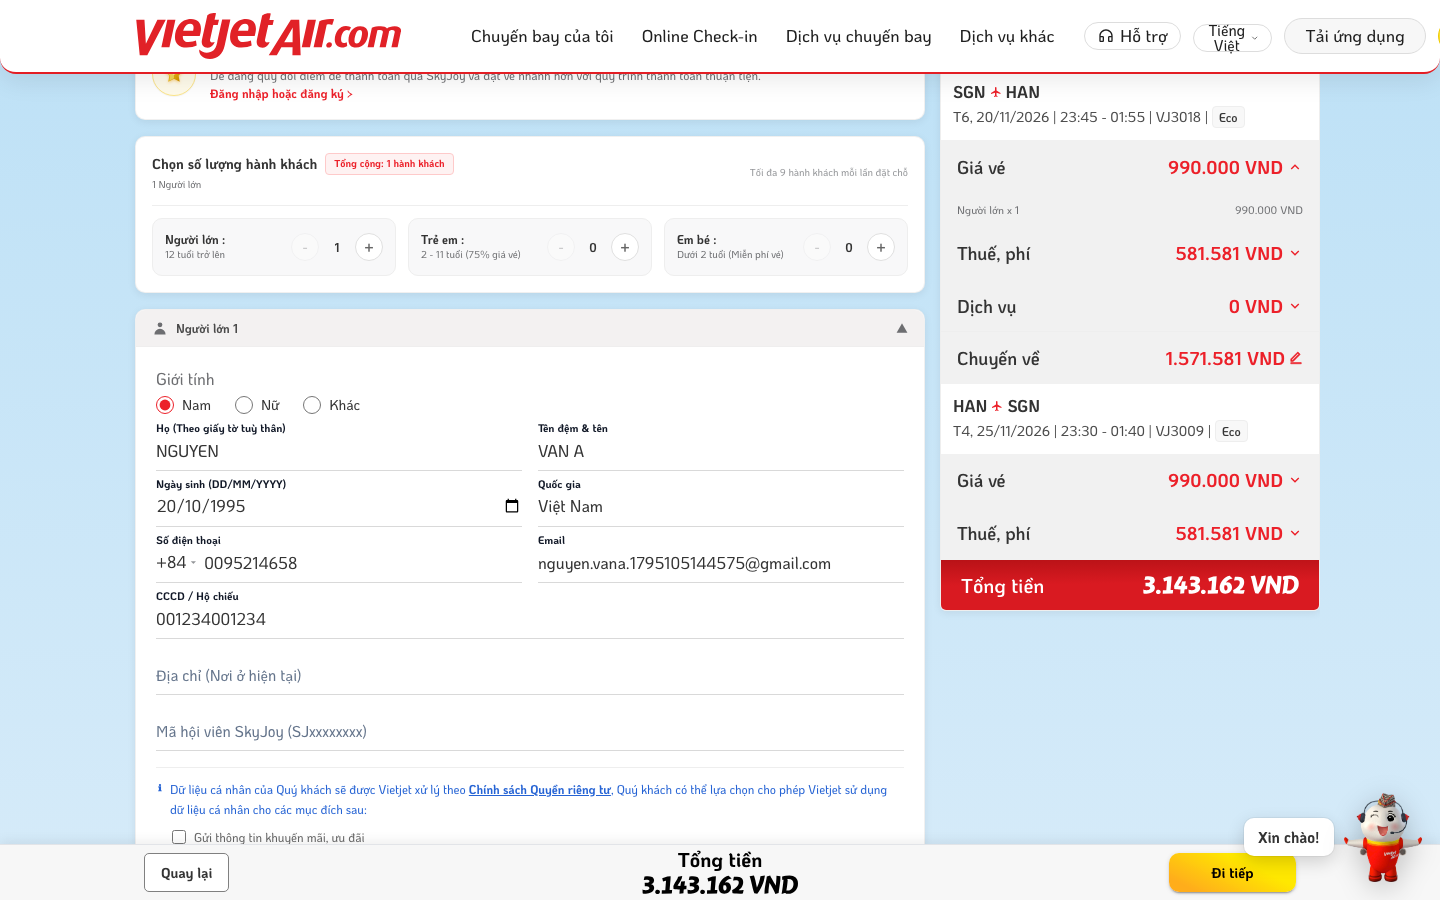 vietjetAir.com
Chuyến bay của tôi
Online Check-in
Dịch vụ chuyến bay
Dịch vụ khác
Hỗ trợ
Tiếng Việt
Tải ứng dụng
Dễ dàng quy đổi điểm để thanh toán qua SkyJoy và đặt vé nhanh hơn với quy trình thanh toán thuận tiện.
Đăng nhập hoặc đăng ký >
Chọn số lượng hành khách
Tổng cộng: 1 hành khách
1 Người lớn
Tối đa 9 hành khách mỗi lần đặt chỗ
Người lớn :
12 tuổi trở lên
- 1 +
Trẻ em :
2 - 11 tuổi (75% giá vé)
- 0 +
Em bé :
Dưới 2 tuổi (Miễn phí vé)
- 0 +
Người lớn 1
Giới tính
Nam
Nữ
Khác
Họ (Theo giấy tờ tuỳ thân)
NGUYEN
Tên đệm & tên
VAN A
Ngày sinh (DD/MM/YYYY)
20/10/1995
Quốc gia
Việt Nam
Số điện thoại
+84 0095214658
Email
nguyen.vana.1795105144575@gmail.com
CCCD / Hộ chiếu
001234001234
Địa chỉ (Nơi ở hiện tại)
Mã hội viên SkyJoy (SJxxxxxxxx)
Dữ liệu cá nhân của Quý khách sẽ được Vietjet xử lý theo Chính sách Quyền riêng tư, Quý khách có thể lựa chọn cho phép Vietjet sử dụng
dữ liệu cá nhân cho các mục đích sau:
Gửi thông tin khuyến mãi, ưu đãi
SGN HAN
T6, 20/11/2026 | 23:45 - 01:55 | VJ3018 | Eco
Giá vé 990.000 VND
Người lớn x 1 990.000 VND
Thuế, phí 581.581 VND
Dịch vụ 0 VND
Chuyến về 1.571.581 VND
HAN SGN
T4, 25/11/2026 | 23:30 - 01:40 | VJ3009 | Eco
Giá vé 990.000 VND
Thuế, phí 581.581 VND
Tổng tiền 3.143.162 VND
Xin chào!
Quay lại
Tổng tiền
3.143.162 VND
Đi tiếp